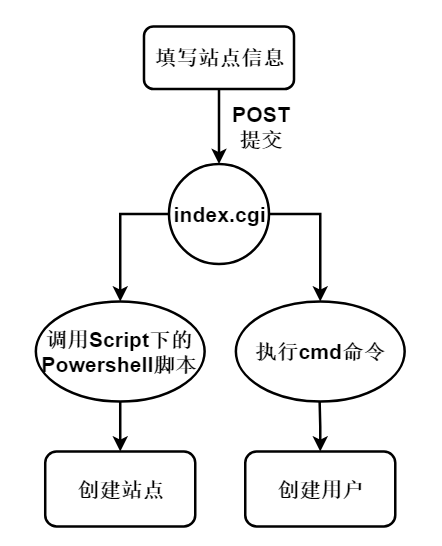 填写站点信息
POST
提交
index.cgi
调用Script下的
Powershell脚本
执行cmd命令
创建站点
创建用户